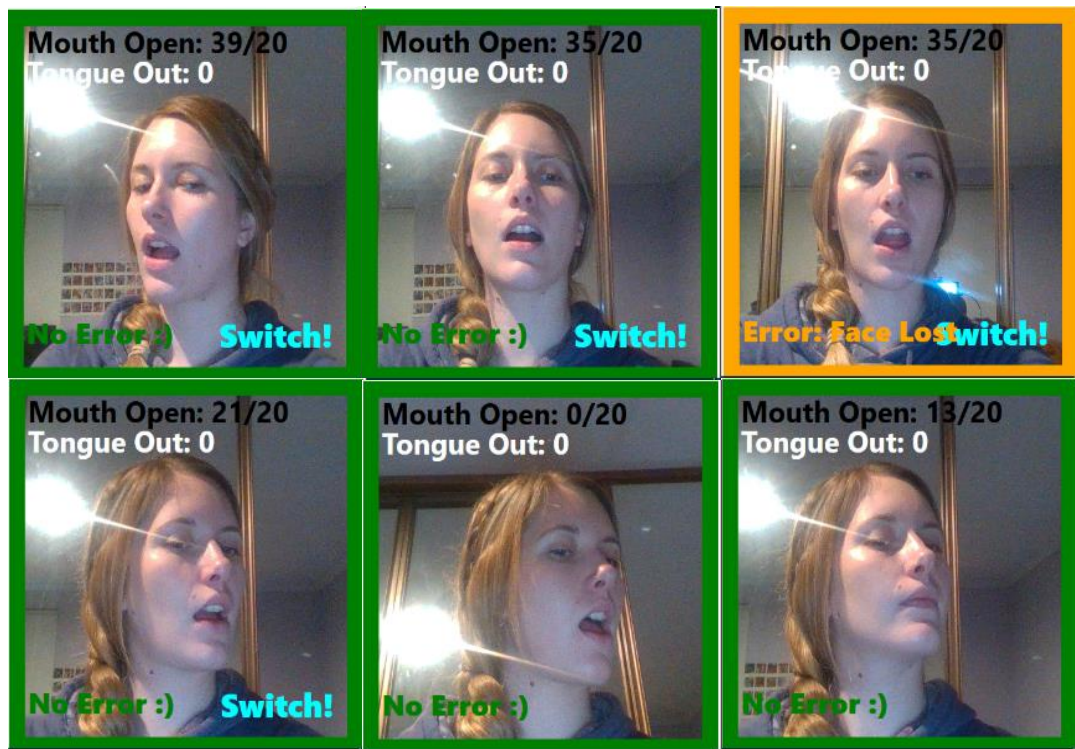 Mouth Open: 39/20
Tongue Out: 0
No Error :)
Switch!
Mouth Open: 35/20
Tongue Out: 0
No Error :)
Switch!
Mouth Open: 35/20
Tongue Out: 0
Error: Face Lost
Switch!
Mouth Open: 21/20
Tongue Out: 0
No Error :)
Switch!
Mouth Open: 0/20
Tongue Out: 0
No Error :)
Mouth Open: 13/20
Tongue Out: 0
No Error :)